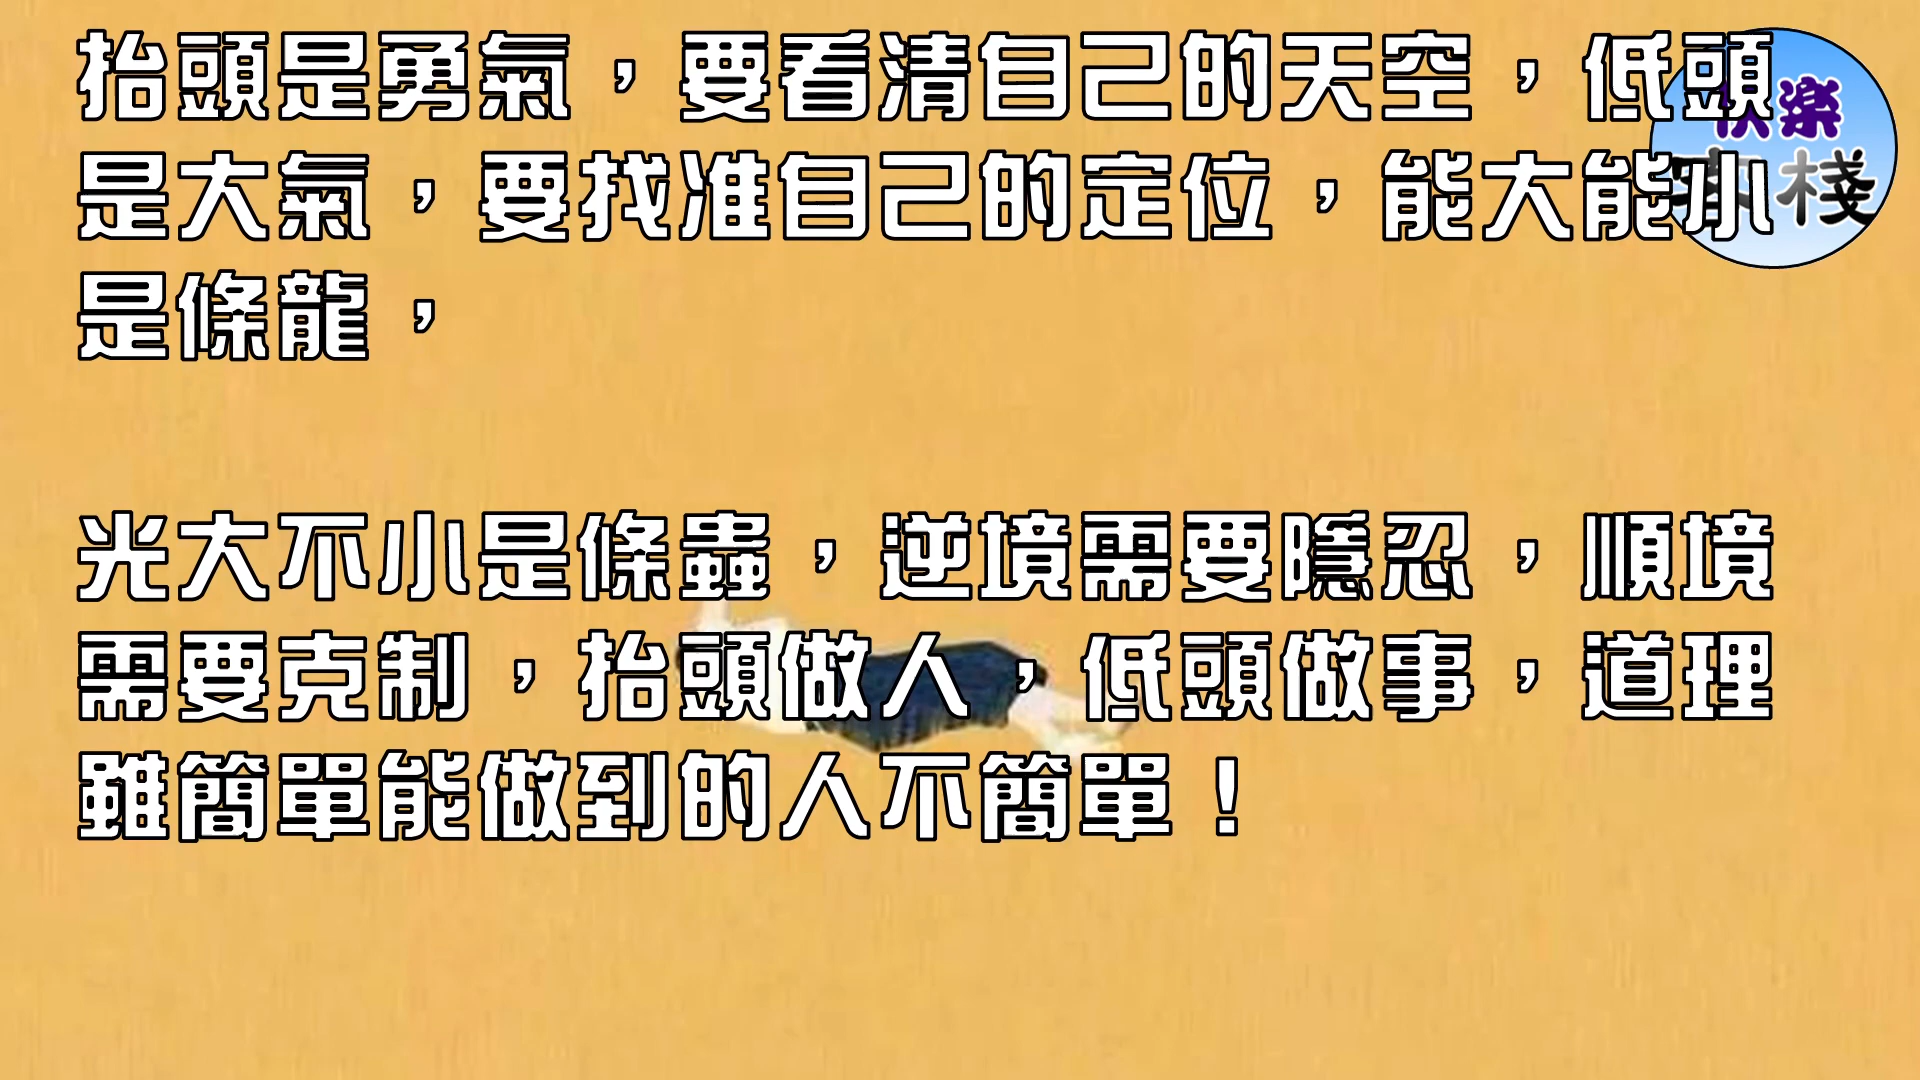 抬頭是勇氣，要看清自己的天空，低頭
是大氣，要找准自己的定位，能大能小
是條龍，
光大不小是條蟲，逆境需要隱忍，順境
需要克制，抬頭做人，低頭做事，道理
雖簡單能做到的人不簡單！
樂
棧